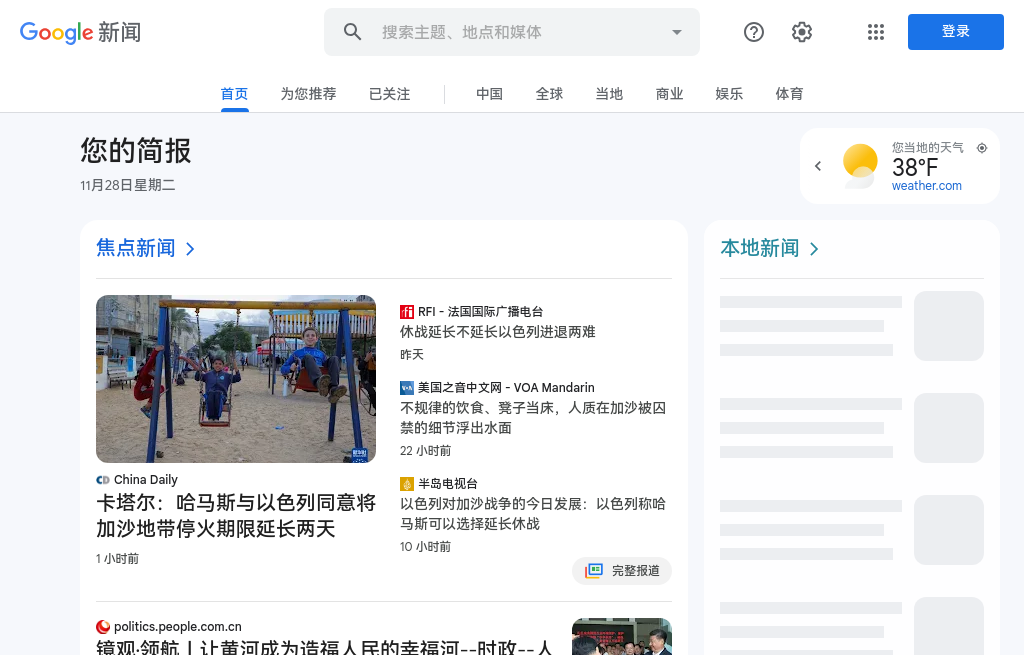 Google 新闻
搜索主题、地点和媒体
登录
首页
为您推荐
已关注
中国
全球
当地
商业
娱乐
体育
您的简报
11月28日星期二
您当地的天气
38°F
weather.com
焦点新闻
China Daily
卡塔尔：哈马斯与以色列同意将
加沙地带停火期限延长两天
1 小时前
RFI - 法国国际广播电台
休战延长不延长以色列进退两难
昨天
美国之音中文网 - VOA Mandarin
不规律的饮食、凳子当床，人质在加沙被囚
禁的细节浮出水面
22 小时前
半岛电视台
以色列对加沙战争的今日发展：以色列称哈
马斯可以选择延长休战
10 小时前
完整报道
politics.people.com.cn
镜观·领航丨让黄河成为造福人民的幸福河--时政--人
本地新闻